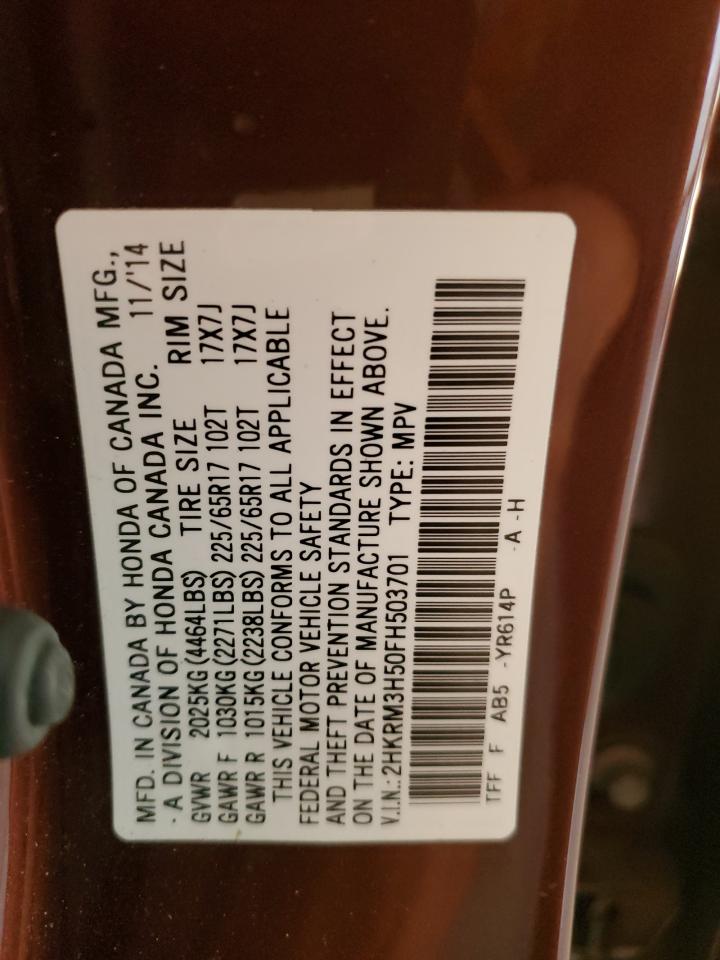 MFD. IN CANADA BY HONDA OF CANADA MFG.,
- A DIVISION OF HONDA CANADA INC. 11/'14
GVWR 2025KG(4464LBS) TIRE SIZE RIM SIZE
GAWR F 1030KG(2271LBS) 225/65R17 102T 17X7J
GAWR R 1015KG(2238LBS) 225/65R17 102T 17X7J
THIS VEHICLE CONFORMS TO ALL APPLICABLE
FEDERAL MOTOR VEHICLE SAFETY
AND THEFT PREVENTION STANDARDS IN EFFECT
ON THE DATE OF MANUFACTURE SHOWN ABOVE.
V.I.N.: 2HKRM3H50FH503701 TYPE: MPV
TFF F AB5 -YR614P -A -H